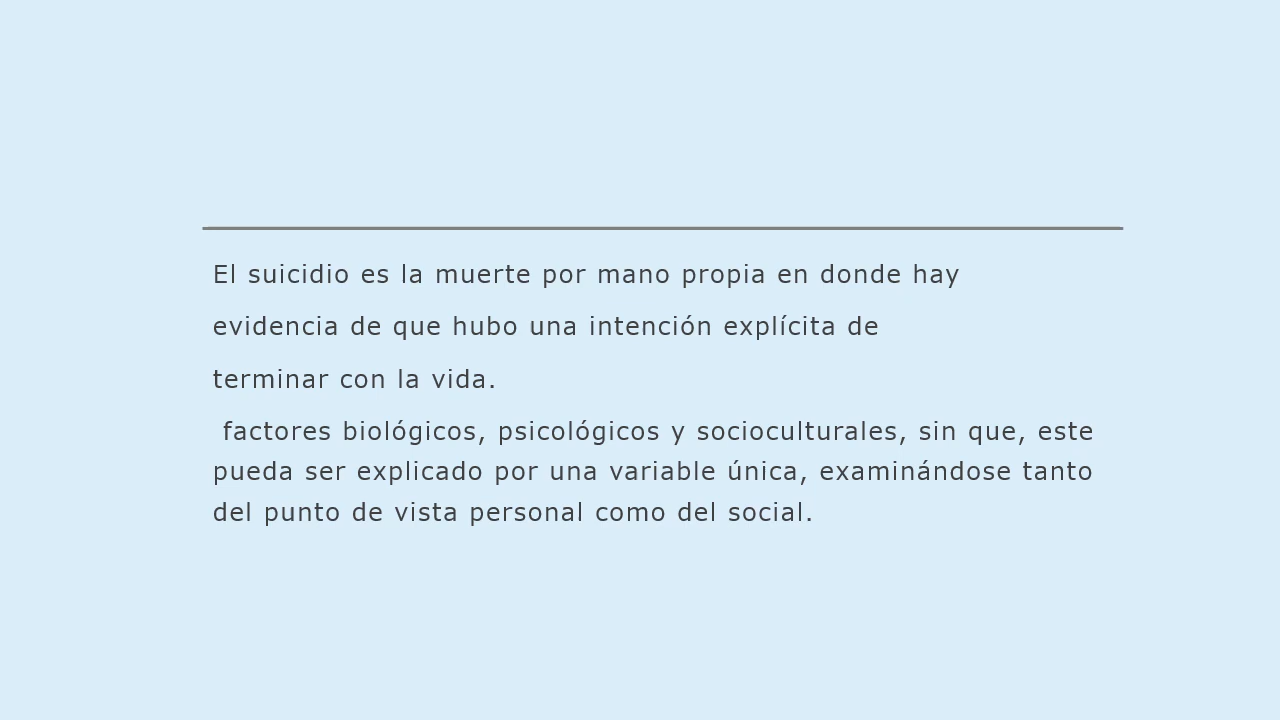 El suicidio es la muerte por mano propia en donde hay
evidencia de que hubo una intención explícita de
terminar con la vida.
factores biológicos, psicológicos y socioculturales, sin que, este
pueda ser explicado por una variable única, examinándose tanto
del punto de vista personal como del social.